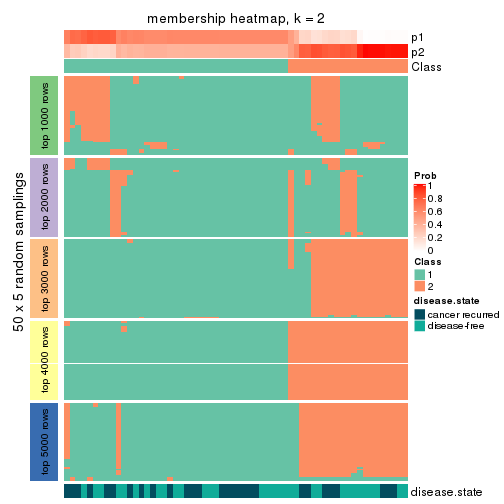 membership heatmap, k = 2
p1
p2
Class
50 x 5 random samplings
top 1000 rows
top 2000 rows
top 3000 rows
top 4000 rows
top 5000 rows
Prob
1
0.8
0.6
0.4
0.2
0
Class
1
2
disease.state
cancer recurred
disease-free
disease.state